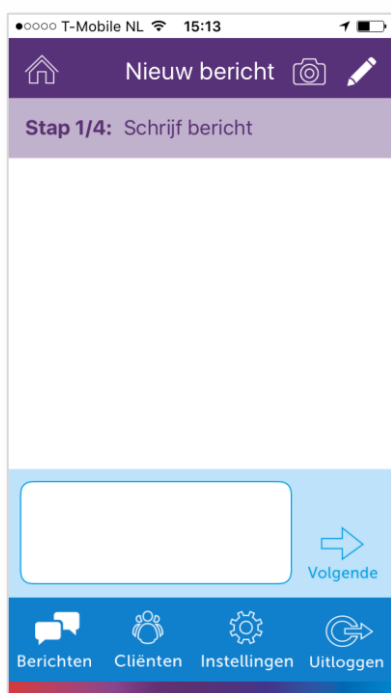 T-Mobile NL 15:13
Nieuw bericht
Stap 1/4: Schrijf bericht
Volgende
Berichten Cliënten Instellingen Uitloggen